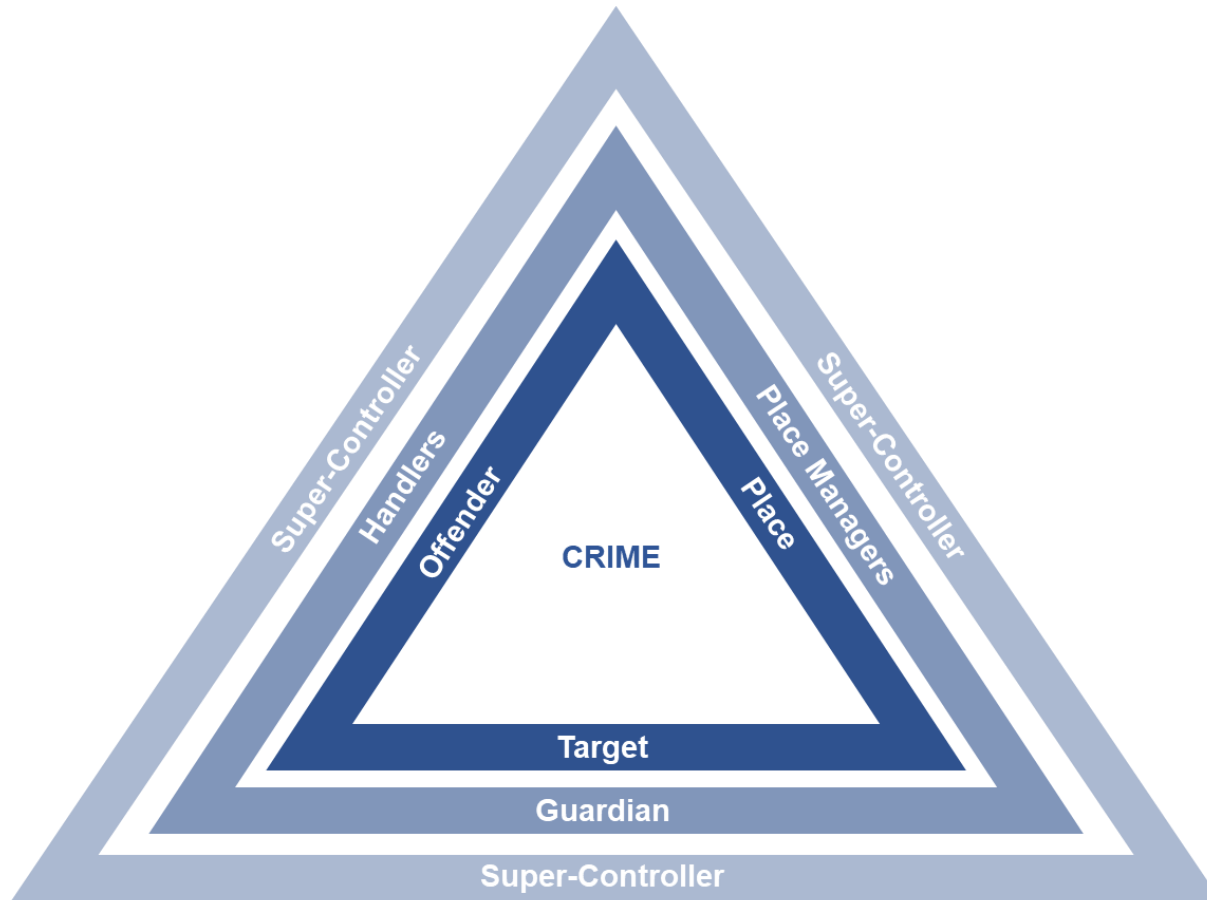 Super-Controller
Handlers
Offender
CRIME
Place
Place Managers
Super-Controller
Target
Guardian
Super-Controller